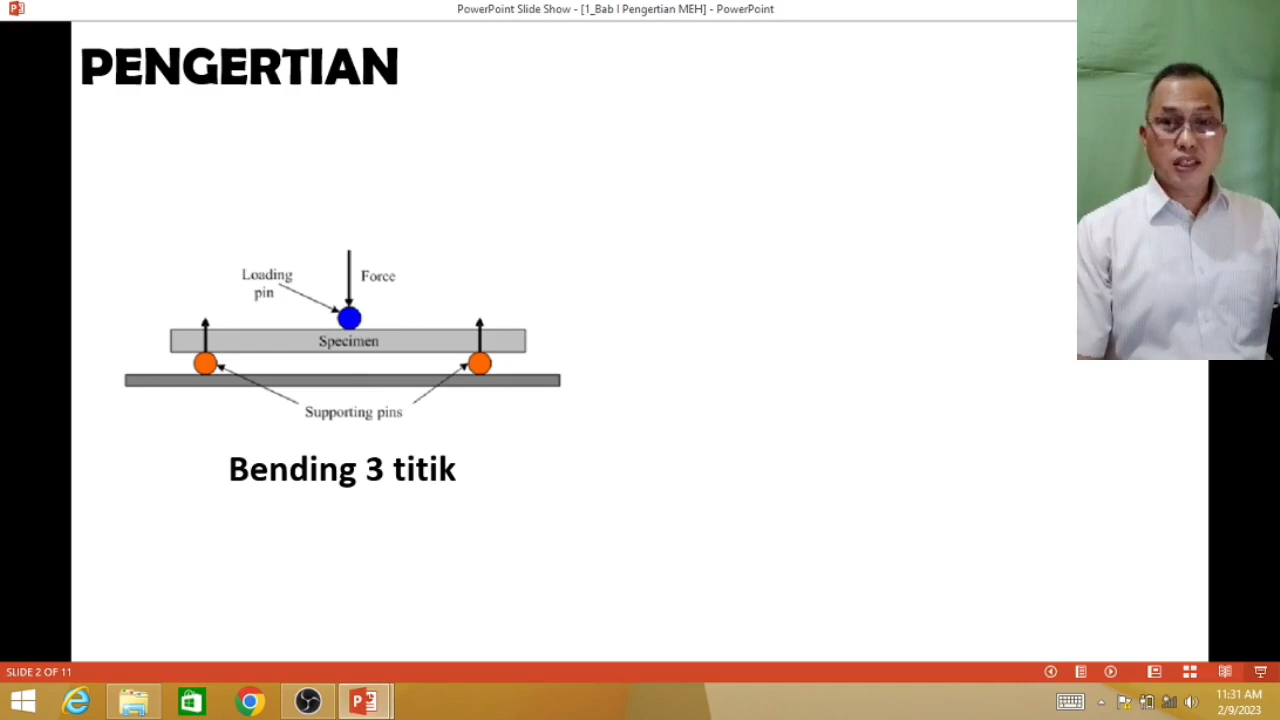 PowerPoint Slide Show - [1_Bab I Pengertian MEH] - PowerPoint
PENGERTIAN
Loading
pin
Force
Specimen
Supporting pins
Bending 3 titik
SLIDE 2 OF 11
11:31 AM
2/9/2023